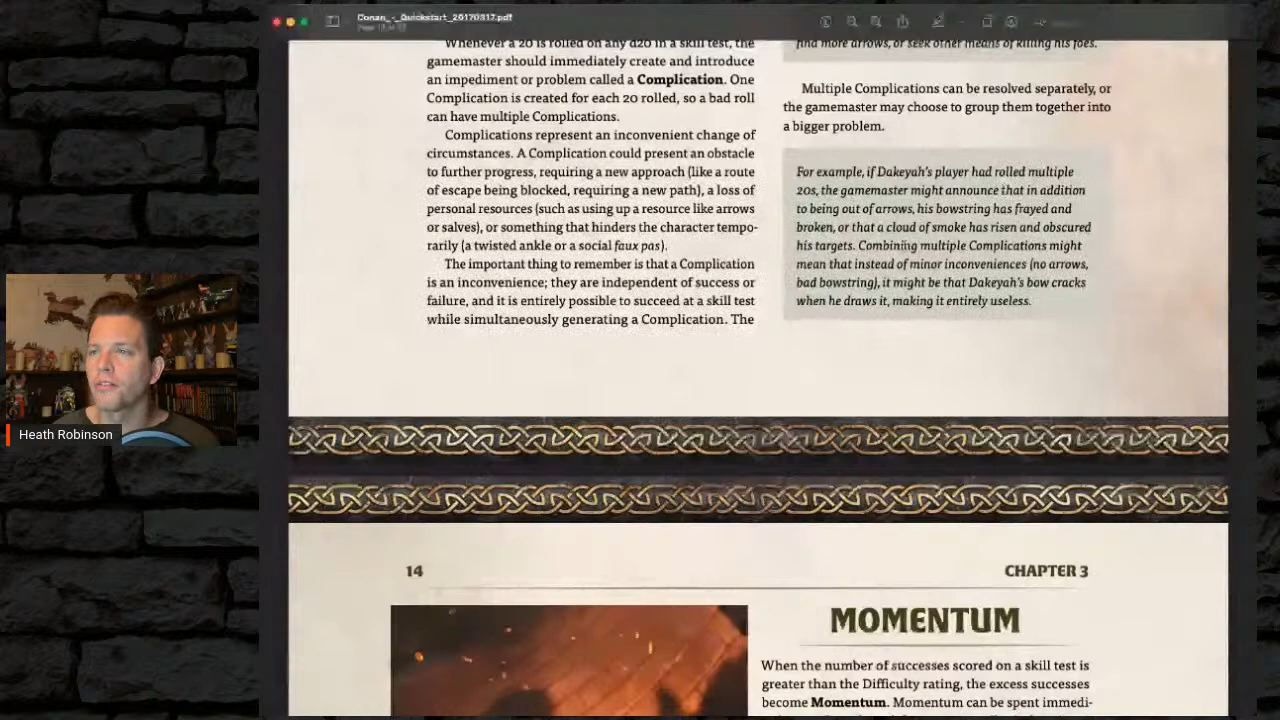 Conan_-_Quickstart_20170317.pdf
Whenever a 20 is rolled on any d20 in a skill test, the
gamemaster should immediately create and introduce
an impediment or problem called a Complication. One
Complication is created for each 20 rolled, so a bad roll
can have multiple Complications.
Complications represent an inconvenient change of
circumstances. A Complication could present an obstacle
to further progress, requiring a new approach (like a route
of escape being blocked, requiring a new path), a loss of
personal resources (such as using up a resource like arrows
or salves), or something that hinders the character tempo-
rarily (a twisted ankle or a social faux pas).
The important thing to remember is that a Complication
is an inconvenience; they are independent of success or
failure, and it is entirely possible to succeed at a skill test
while simultaneously generating a Complication. The
find more arrows, or seek other means of killing his foes.
Multiple Complications can be resolved separately, or
the gamemaster may choose to group them together into
a bigger problem.
For example, if Dakeyah's player had rolled multiple
20s, the gamemaster might announce that in addition
to being out of arrows, his bowstring has frayed and
broken, or that a cloud of smoke has risen and obscured
his targets. Combining multiple Complications might
mean that instead of minor inconveniences (no arrows,
bad bowstring), it might be that Dakeyah's bow cracks
when he draws it, making it entirely useless.
Heath Robinson
14
CHAPTER 3
MOMENTUM
When the number of successes scored on a skill test is
greater than the Difficulty rating, the excess successes
become Momentum. Momentum can be spent immedi-